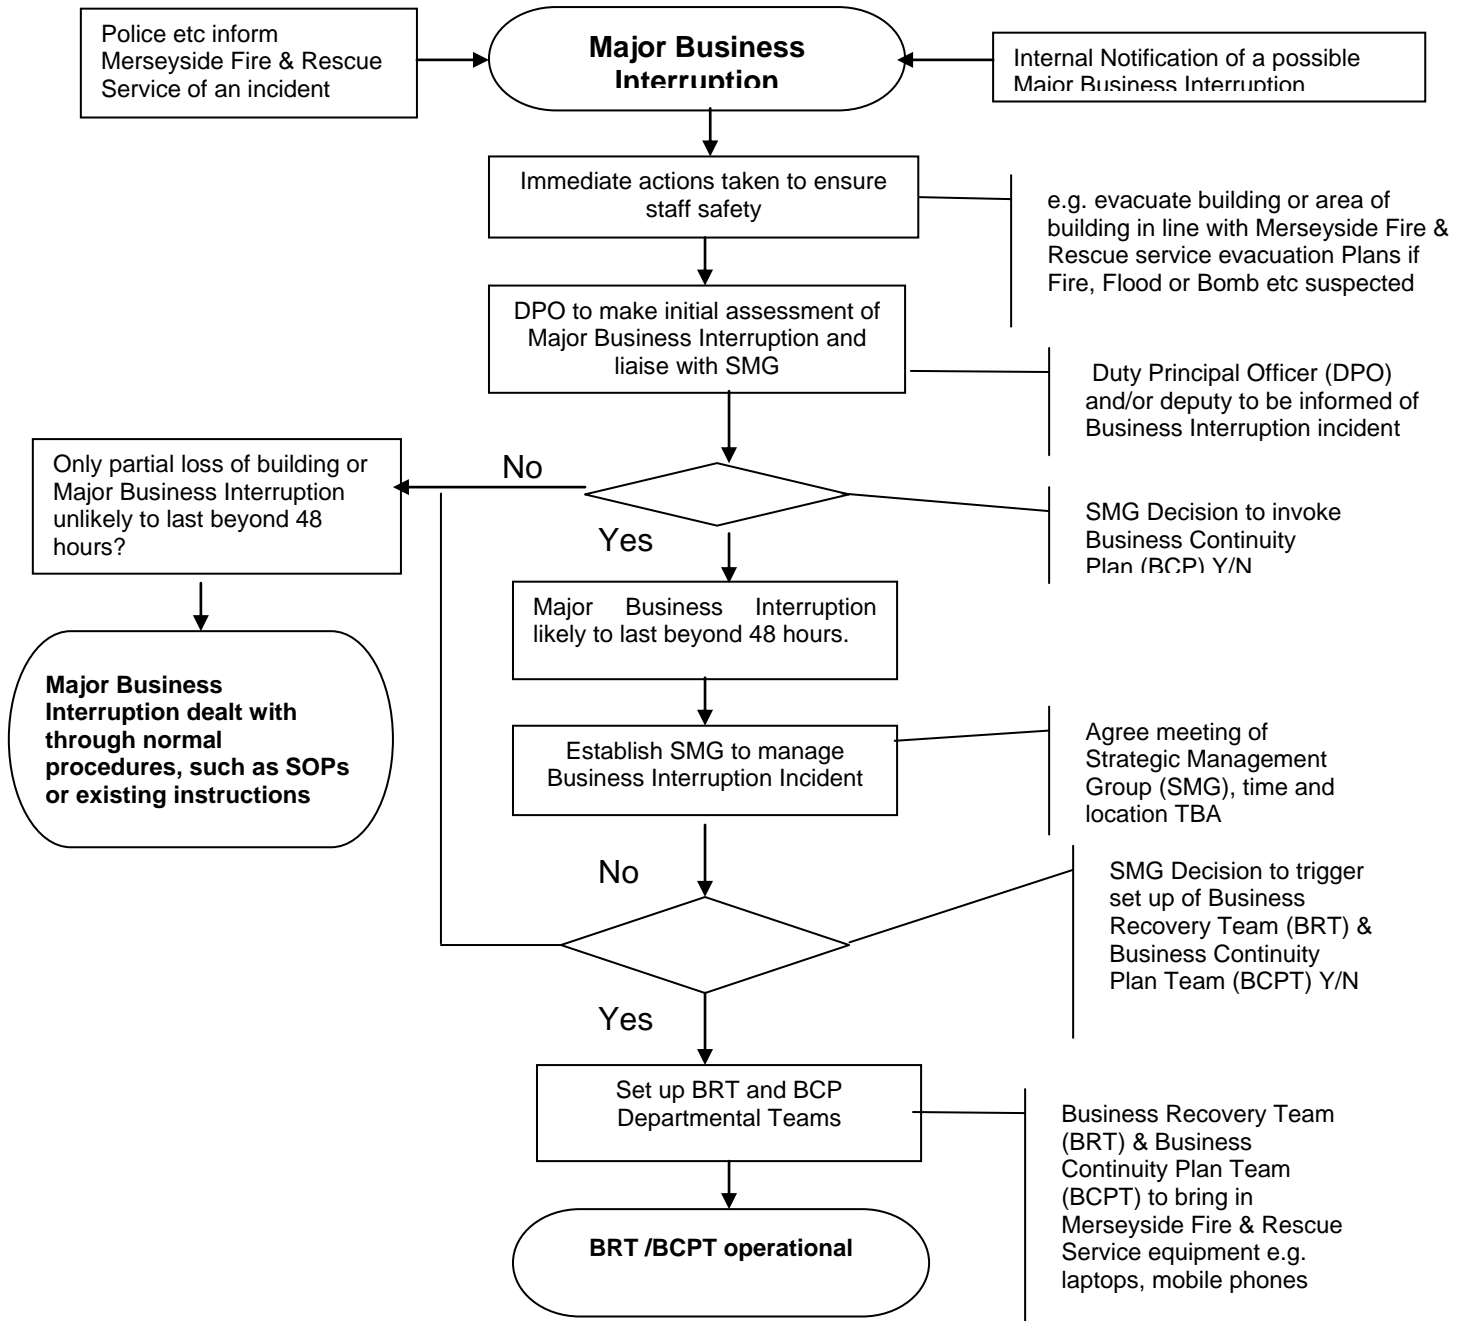 Police etc inform
Merseyside Fire & Rescue
Service of an incident
Major Business
Interruption
Internal Notification of a possible
Major Business Interruption
Immediate actions taken to ensure
staff safety
e.g. evacuate building or area of
building in line with Merseyside Fire &
Rescue service evacuation Plans if
Fire, Flood or Bomb etc suspected
DPO to make initial assessment of
Major Business Interruption and
liaise with SMG
Duty Principal Officer (DPO)
and/or deputy to be informed of
Business Interruption incident
Only partial loss of building or
Major Business Interruption
unlikely to last beyond 48
hours?
No
Yes
SMG Decision to invoke
Business Continuity
Plan (BCP) Y/N
Major Business Interruption
likely to last beyond 48 hours.
Major Business
Interruption dealt with
through normal
procedures, such as SOPs
or existing instructions
Establish SMG to manage
Business Interruption Incident
Agree meeting of
Strategic Management
Group (SMG), time and
location TBA
No
SMG Decision to trigger
set up of Business
Recovery Team (BRT) &
Business Continuity
Plan Team (BCPT) Y/N
Yes
Set up BRT and BCP
Departmental Teams
Business Recovery Team
(BRT) & Business
Continuity Plan Team
(BCPT) to bring in
Merseyside Fire & Rescue
Service equipment e.g.
laptops, mobile phones
BRT /BCPT operational